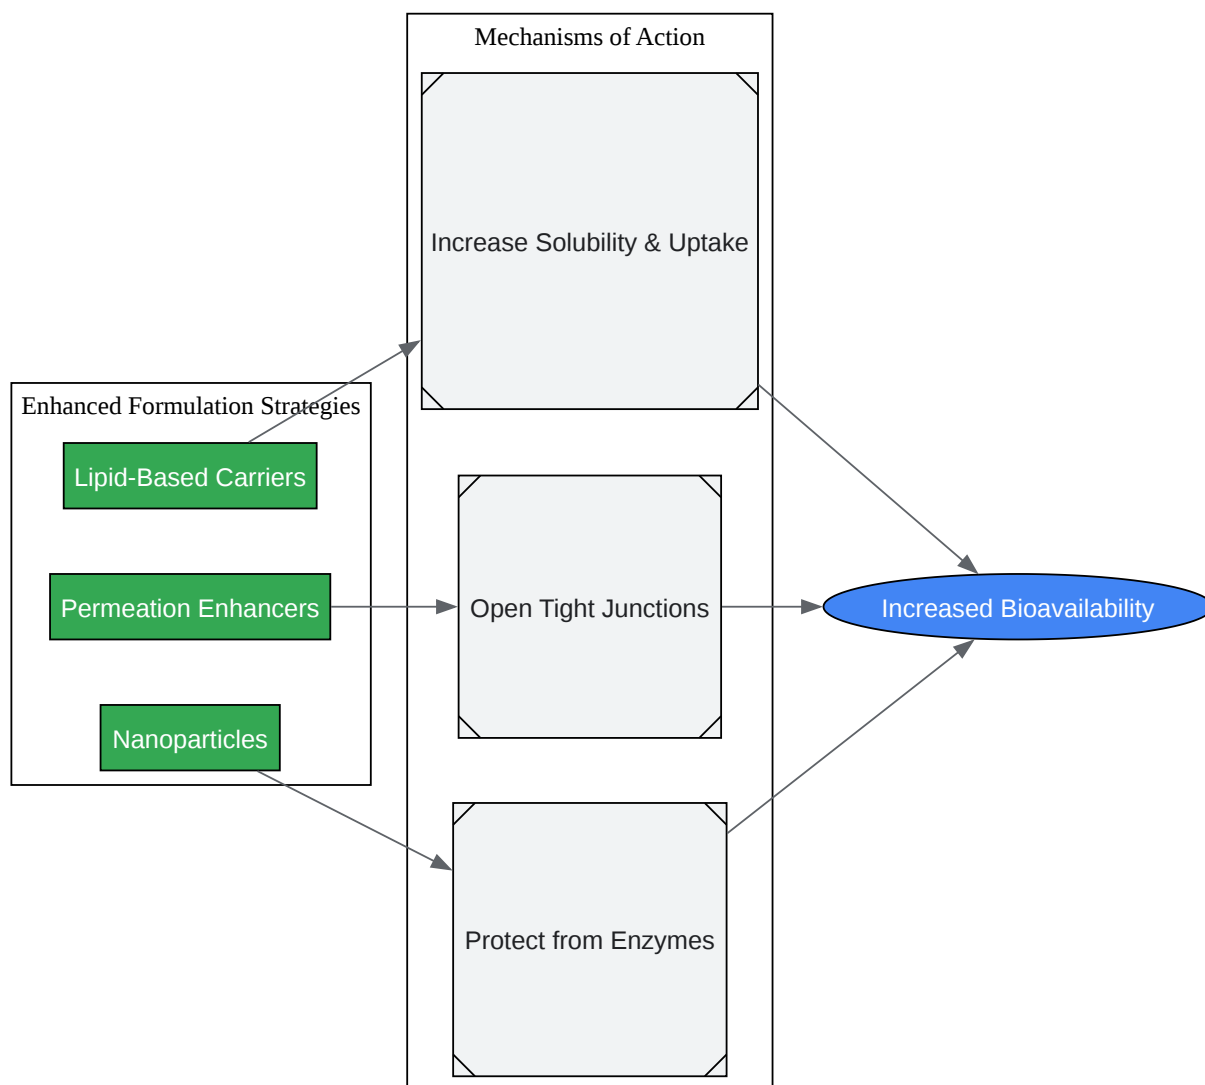 Mechanisms of Action
Increase Solubility & Uptake
Enhanced Formulation Strategies
Lipid-Based Carriers
Permeation Enhancers
Open Tight Junctions
Increased Bioavailability
Nanoparticles
Protect from Enzymes